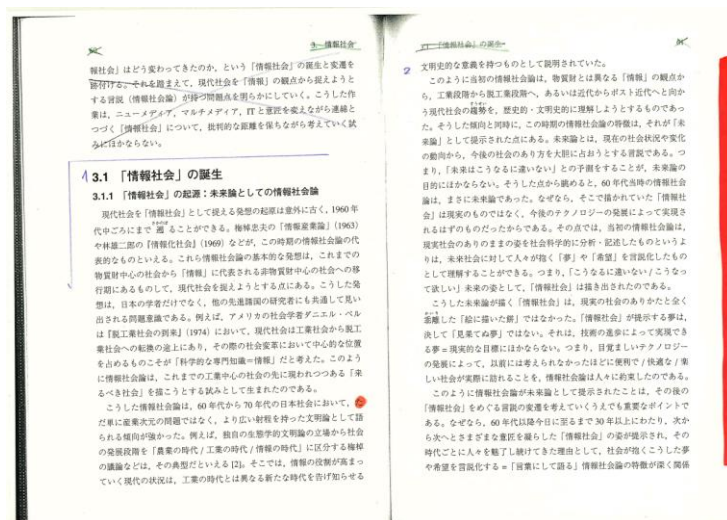 3 情報社会
報社会」はどう変わってきたのか、という「情報社会」の誕生と変遷を
跡付ける。それを踏まえて、現代社会を「情報」の観点から捉えようと
する言説（情報社会論）が持つ問題点を明らかにしていく。こうした作
業は、ニューメディア、マルチメディア、ITと意匠を変えながら連綿と
つづく「情報社会」について、批判的な距離を保ちながら考えていく試
みにほかならない。
1
3.1 「情報社会」の誕生
3.1.1 「情報社会」の起源：未来論としての情報社会論
現代社会を「情報社会」として捉える発想の起原は意外に古く、1960年
代中ごろにまで遡ることができる。梅棹忠夫の「情報産業論」(1963)
や林雄二郎の『情報化社会』(1969)などが、この時期の情報社会論の代
表的なものといえる。これら情報社会論の基本的な発想は、これまでの
物質財中心の社会から「情報」に代表される非物質財中心の社会への移
行期にあるものして、現代社会を捉えようとする点にある。こうした発
想は、日本の学者だけでなく、他の先進諸国の研究者にも共通して見い
出される問題意識である。例えば、アメリカの社会学者ダニエル・ベル
は『脱工業社会の到来』(1974)において、現代社会は工業社会から脱工
業社会への転換の途上にあり、その際の社会変革において中心的な位置
を占めるものこそが「科学的な専門知識＝情報」だと考えた。このよう
に情報社会論は、これまでの工業中心の社会の先に現われつつある「来
るべき社会」を描こうとする試みとして生まれたのである。
こうした情報社会論は、60年代から70年代の日本社会において、た
だ単に産業次元の問題ではなく、より広い射程を持った文明論として語
られる傾向が強かった。例えば、独自の生態学的文明論の立場から社会
の発展段階を「農業の時代／工業の時代／情報の時代」に区分する梅棹
の議論などは、その典型だといえる[2]。そこでは、情報の役割が高まっ
ていく現代の状況は、工業の時代とは異なる新たな時代を告げ知らせる
3.1 「情報社会」の誕生
2
文明史的な意義を持つものとして説明されていた。
このように当初の情報社会論は、物質財とは異なる「情報」の観点か
ら、工業段階から脱工業段階へ、あるいは近代からポスト近代へと向か
う現代社会の趨勢を、歴史的・文明史的に理解しようとするものであっ
た。そうした傾向と同時に、この時期の情報社会論の特徴は、それが「未
来論」として提示された点にある。未来論とは、現在の社会状況や変化
の動向から、今後の社会のあり方を大胆に占おうとする言説である。つ
まり、「未来はこうなるに違いない」との予測をすることが、未来論の
目的にほかならない。そうした点から眺めると、60年代当時の情報社会
論は、まさに未来論であった。なぜなら、そこで描かれていた「情報社
会」は現実のものではなく、今後のテクノロジーの発展によって実現さ
れるはずのものだったからである。その点では、当初の情報社会論は、
現実社会のありのままの姿を社会科学的に分析・記述したものというよ
りは、未来社会に対して人々が抱く「夢」や「希望」を言説化したもの
として理解することができる。つまり、「こうなるに違いない／こうなっ
て欲しい」未来の姿として、「情報社会」は描き出されたのである。
こうした未来論が描く「情報社会」は、現実の社会のありかたと全く
乖離した「絵に描いた餅」ではなかった。「情報社会」が提示する夢は、
決して「見果てぬ夢」ではない。それは、技術の進歩によって実現でき
る夢＝現実的な目標にほかならない。つまり、目覚ましいテクノロジー
の発展によって、以前には考えられなかったほどに便利で／快適な／楽
しい社会が実際に訪れることを、情報社会論は人々に約束したのである。
このように情報社会論が未来論として提示されたことは、その後の
「情報社会」をめぐる言説の変遷を考えていくうえでも重要なポイントで
ある。なぜなら、60年代以降今日に至るまで30年以上にわたり、次か
ら次へとさまざまな意匠を凝らした「情報社会」の姿が提示され、その
時代ごとに人々を魅了し続けてきた理由として、社会が抱くこうした夢
や希望を言説化する＝「言葉にして語る」情報社会論の特徴が深く関係